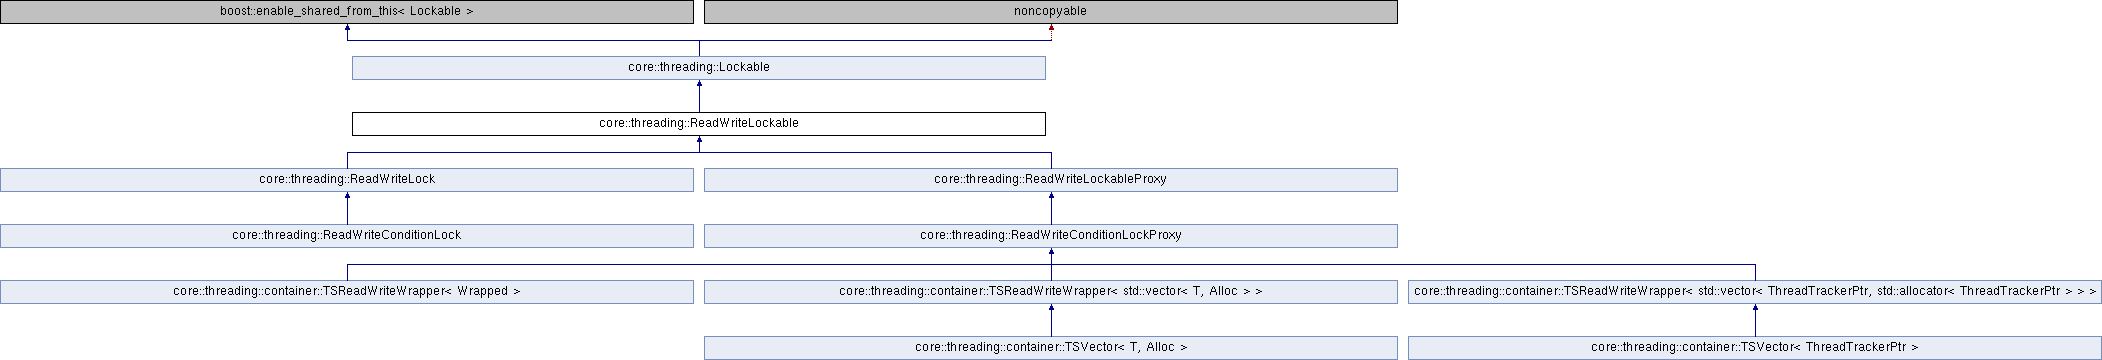 boost::enable_shared_from_this< Lockable >
noncopyable
core::threading::Lockable
core::threading::ReadWriteLockable
core::threading::ReadWriteLock
core::threading::ReadWriteLockableProxy
core::threading::ReadWriteConditionLock
core::threading::ReadWriteConditionLockProxy
core::threading::container::TSReadWriteWrapper< Wrapped >
core::threading::container::TSReadWriteWrapper< std::vector< T, Alloc > >
core::threading::container::TSReadWriteWrapper< std::vector< ThreadTrackerPtr, std::allocator< ThreadTrackerPtr > > >
core::threading::container::TSVector< T, Alloc >
core::threading::container::TSVector< ThreadTrackerPtr >